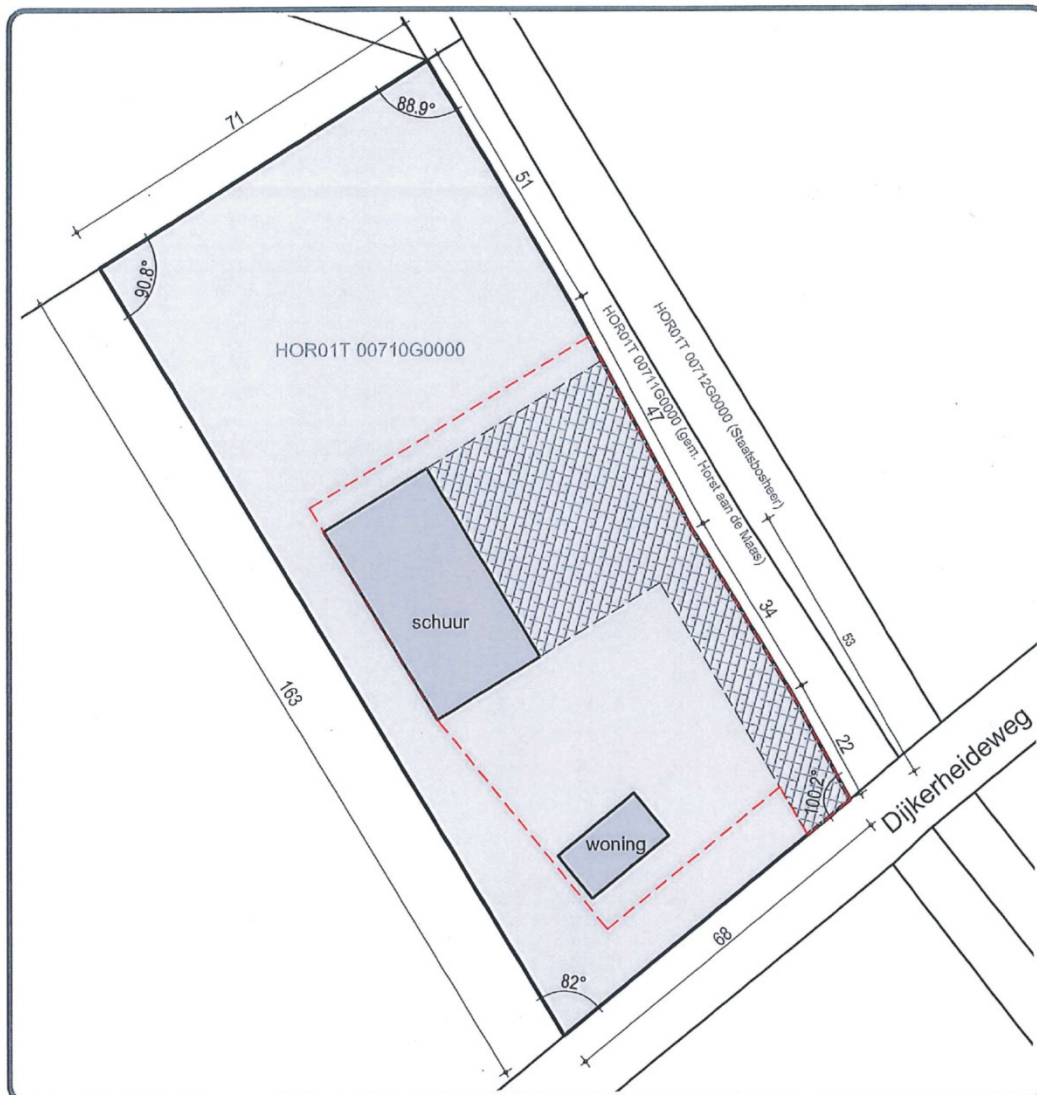 71
88.9°
51
90.8°
HOR01T 00710G0000
HOR01T 00712G0000 (Staatsbosheer)
HOR01T 00711G0000 (gem. Horst aan de Maas)
47
schuur
34
53
163
22
100.2°
Dijkerheideweg
woning
68
82°